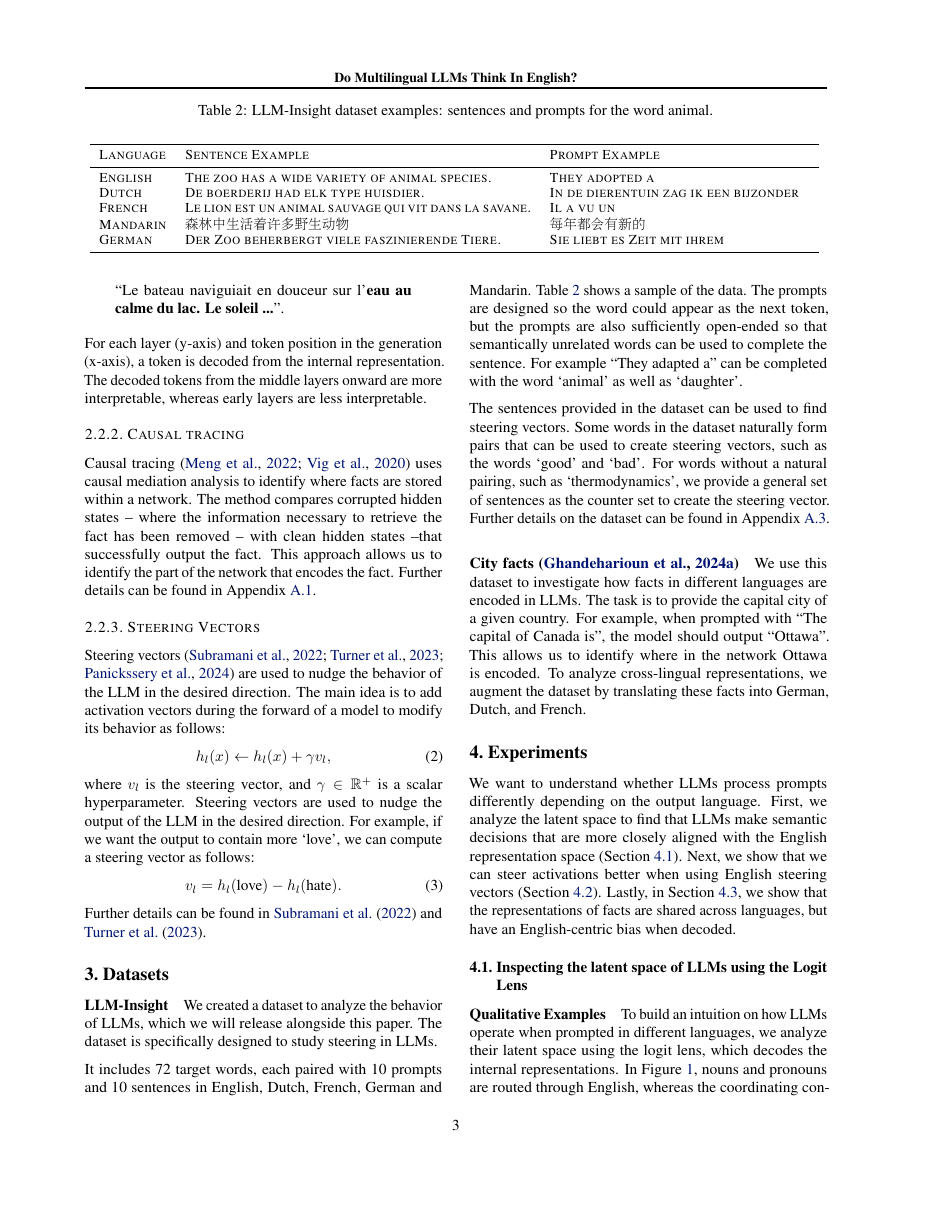 Do Multilingual LLMs Think In English?
Table 2: LLM-Insight dataset examples: sentences and prompts for the word animal.
LANGUAGE SENTENCE EXAMPLE PROMPT EXAMPLE
ENGLISH THE ZOO HAS A WIDE VARIETY OF ANIMAL SPECIES. THEY ADOPTED A
DUTCH DE BOERDERIJ HAD ELK TYPE HUISDIER. IN DE DIERENTUIN ZAG IK EEN BIJZONDER
FRENCH LE LION EST UN ANIMAL SAUVAGE QUI VIT DANS LA SAVANE. IL A VU UN
MANDARIN 森林中生活着许多野生动物 每年都会有新的
GERMAN DER ZOO BEHERBERGT VIELE FASZINIERENDE TIERE. SIE LIEBT ES ZEIT MIT IHREM
“Le bateau naviguiait en douceur sur l’eau au
calme du lac. Le soleil ...”.
For each layer (y-axis) and token position in the generation
(x-axis), a token is decoded from the internal representation.
The decoded tokens from the middle layers onward are more
interpretable, whereas early layers are less interpretable.
2.2.2. CAUSAL TRACING
Causal tracing (Meng et al., 2022; Vig et al., 2020) uses
causal mediation analysis to identify where facts are stored
within a network. The method compares corrupted hidden
states – where the information necessary to retrieve the
fact has been removed – with clean hidden states –that
successfully output the fact. This approach allows us to
identify the part of the network that encodes the fact. Further
details can be found in Appendix A.1.
2.2.3. STEERING VECTORS
Steering vectors (Subramani et al., 2022; Turner et al., 2023;
Panickssery et al., 2024) are used to nudge the behavior of
the LLM in the desired direction. The main idea is to add
activation vectors during the forward of a model to modify
its behavior as follows:
h_l(x) ← h_l(x) + γv_l, (2)
where v_l is the steering vector, and γ ∈ ℝ⁺ is a scalar
hyperparameter. Steering vectors are used to nudge the
output of the LLM in the desired direction. For example, if
we want the output to contain more ‘love’, we can compute
a steering vector as follows:
v_l = h_l(love) − h_l(hate). (3)
Further details can be found in Subramani et al. (2022) and
Turner et al. (2023).
3. Datasets
LLM-Insight We created a dataset to analyze the behavior
of LLMs, which we will release alongside this paper. The
dataset is specifically designed to study steering in LLMs.
It includes 72 target words, each paired with 10 prompts
and 10 sentences in English, Dutch, French, German and
Mandarin. Table 2 shows a sample of the data. The prompts
are designed so the word could appear as the next token,
but the prompts are also sufficiently open-ended so that
semantically unrelated words can be used to complete the
sentence. For example “They adapted a” can be completed
with the word ‘animal’ as well as ‘daughter’.
The sentences provided in the dataset can be used to find
steering vectors. Some words in the dataset naturally form
pairs that can be used to create steering vectors, such as
the words ‘good’ and ‘bad’. For words without a natural
pairing, such as ‘thermodynamics’, we provide a general set
of sentences as the counter set to create the steering vector.
Further details on the dataset can be found in Appendix A.3.
City facts (Ghandeharioun et al., 2024a) We use this
dataset to investigate how facts in different languages are
encoded in LLMs. The task is to provide the capital city of
a given country. For example, when prompted with “The
capital of Canada is”, the model should output “Ottawa”.
This allows us to identify where in the network Ottawa
is encoded. To analyze cross-lingual representations, we
augment the dataset by translating these facts into German,
Dutch, and French.
4. Experiments
We want to understand whether LLMs process prompts
differently depending on the output language. First, we
analyze the latent space to find that LLMs make semantic
decisions that are more closely aligned with the English
representation space (Section 4.1). Next, we show that we
can steer activations better when using English steering
vectors (Section 4.2). Lastly, in Section 4.3, we show that
the representations of facts are shared across languages, but
have an English-centric bias when decoded.
4.1. Inspecting the latent space of LLMs using the Logit
Lens
Qualitative Examples To build an intuition on how LLMs
operate when prompted in different languages, we analyze
their latent space using the logit lens, which decodes the
internal representations. In Figure 1, nouns and pronouns
are routed through English, whereas the coordinating con-
3